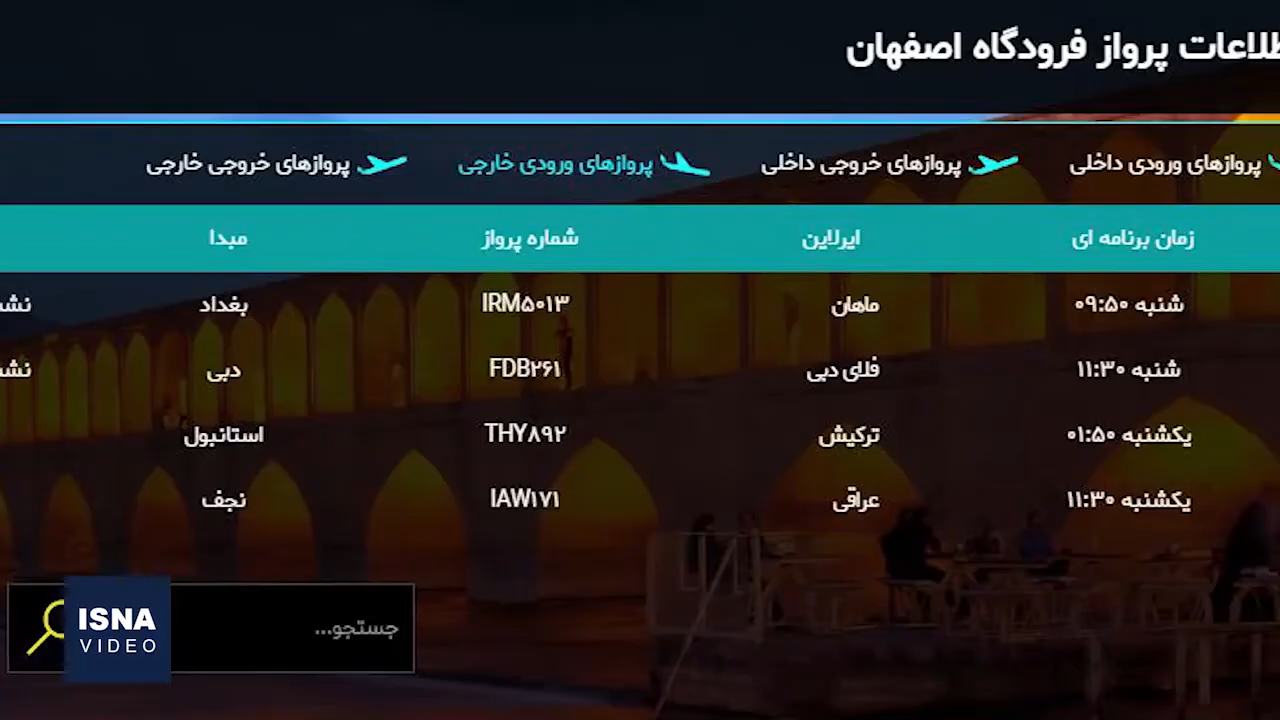 اطلاعات پرواز فرودگاه اصفهان
پروازهای ورودی داخلی پروازهای خروجی داخلی پروازهای ورودی خارجی پروازهای خروجی خارجی
زمان برنامه ای ایرلاین شماره پرواز مبدا
شنبه ۰۹:۵۰ ماهان IRM۵۰۱۳ بغداد نش
شنبه ۱۱:۳۰ فلای دبی FDB۲۶۱ دبی نش
یکشنبه ۰۱:۵۰ ترکیش THY۸۹۲ استانبول
یکشنبه ۱۱:۳۰ عراقی IAW۱۷۱ نجف
جستجو...
ISNA
VIDEO